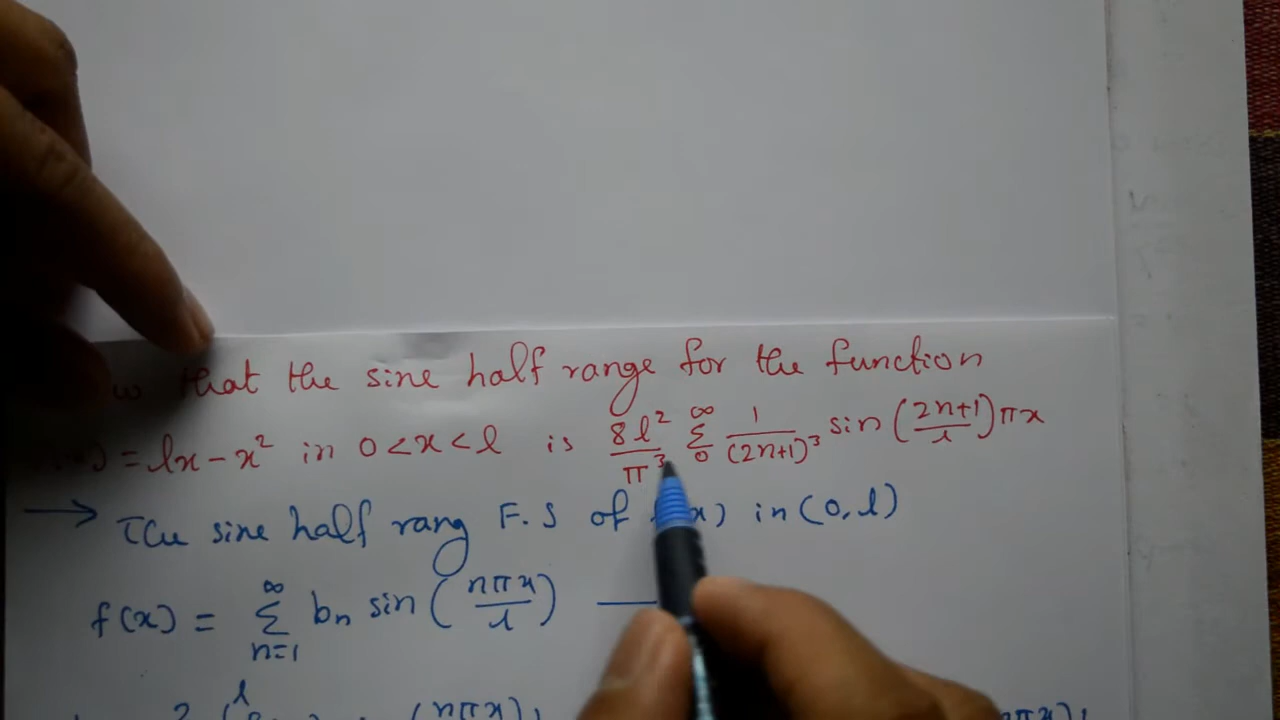 that the sine half range for the function
= lx - x² in 0 < x < l is 8l²/π³ Σ₀^∞ 1/(2n+1)³ sin (2n+1/l) πx
→ The sine half rang F.S of (x) in (0, l)
f(x) = Σ_{n=1}^∞ bn sin (nπx/l)